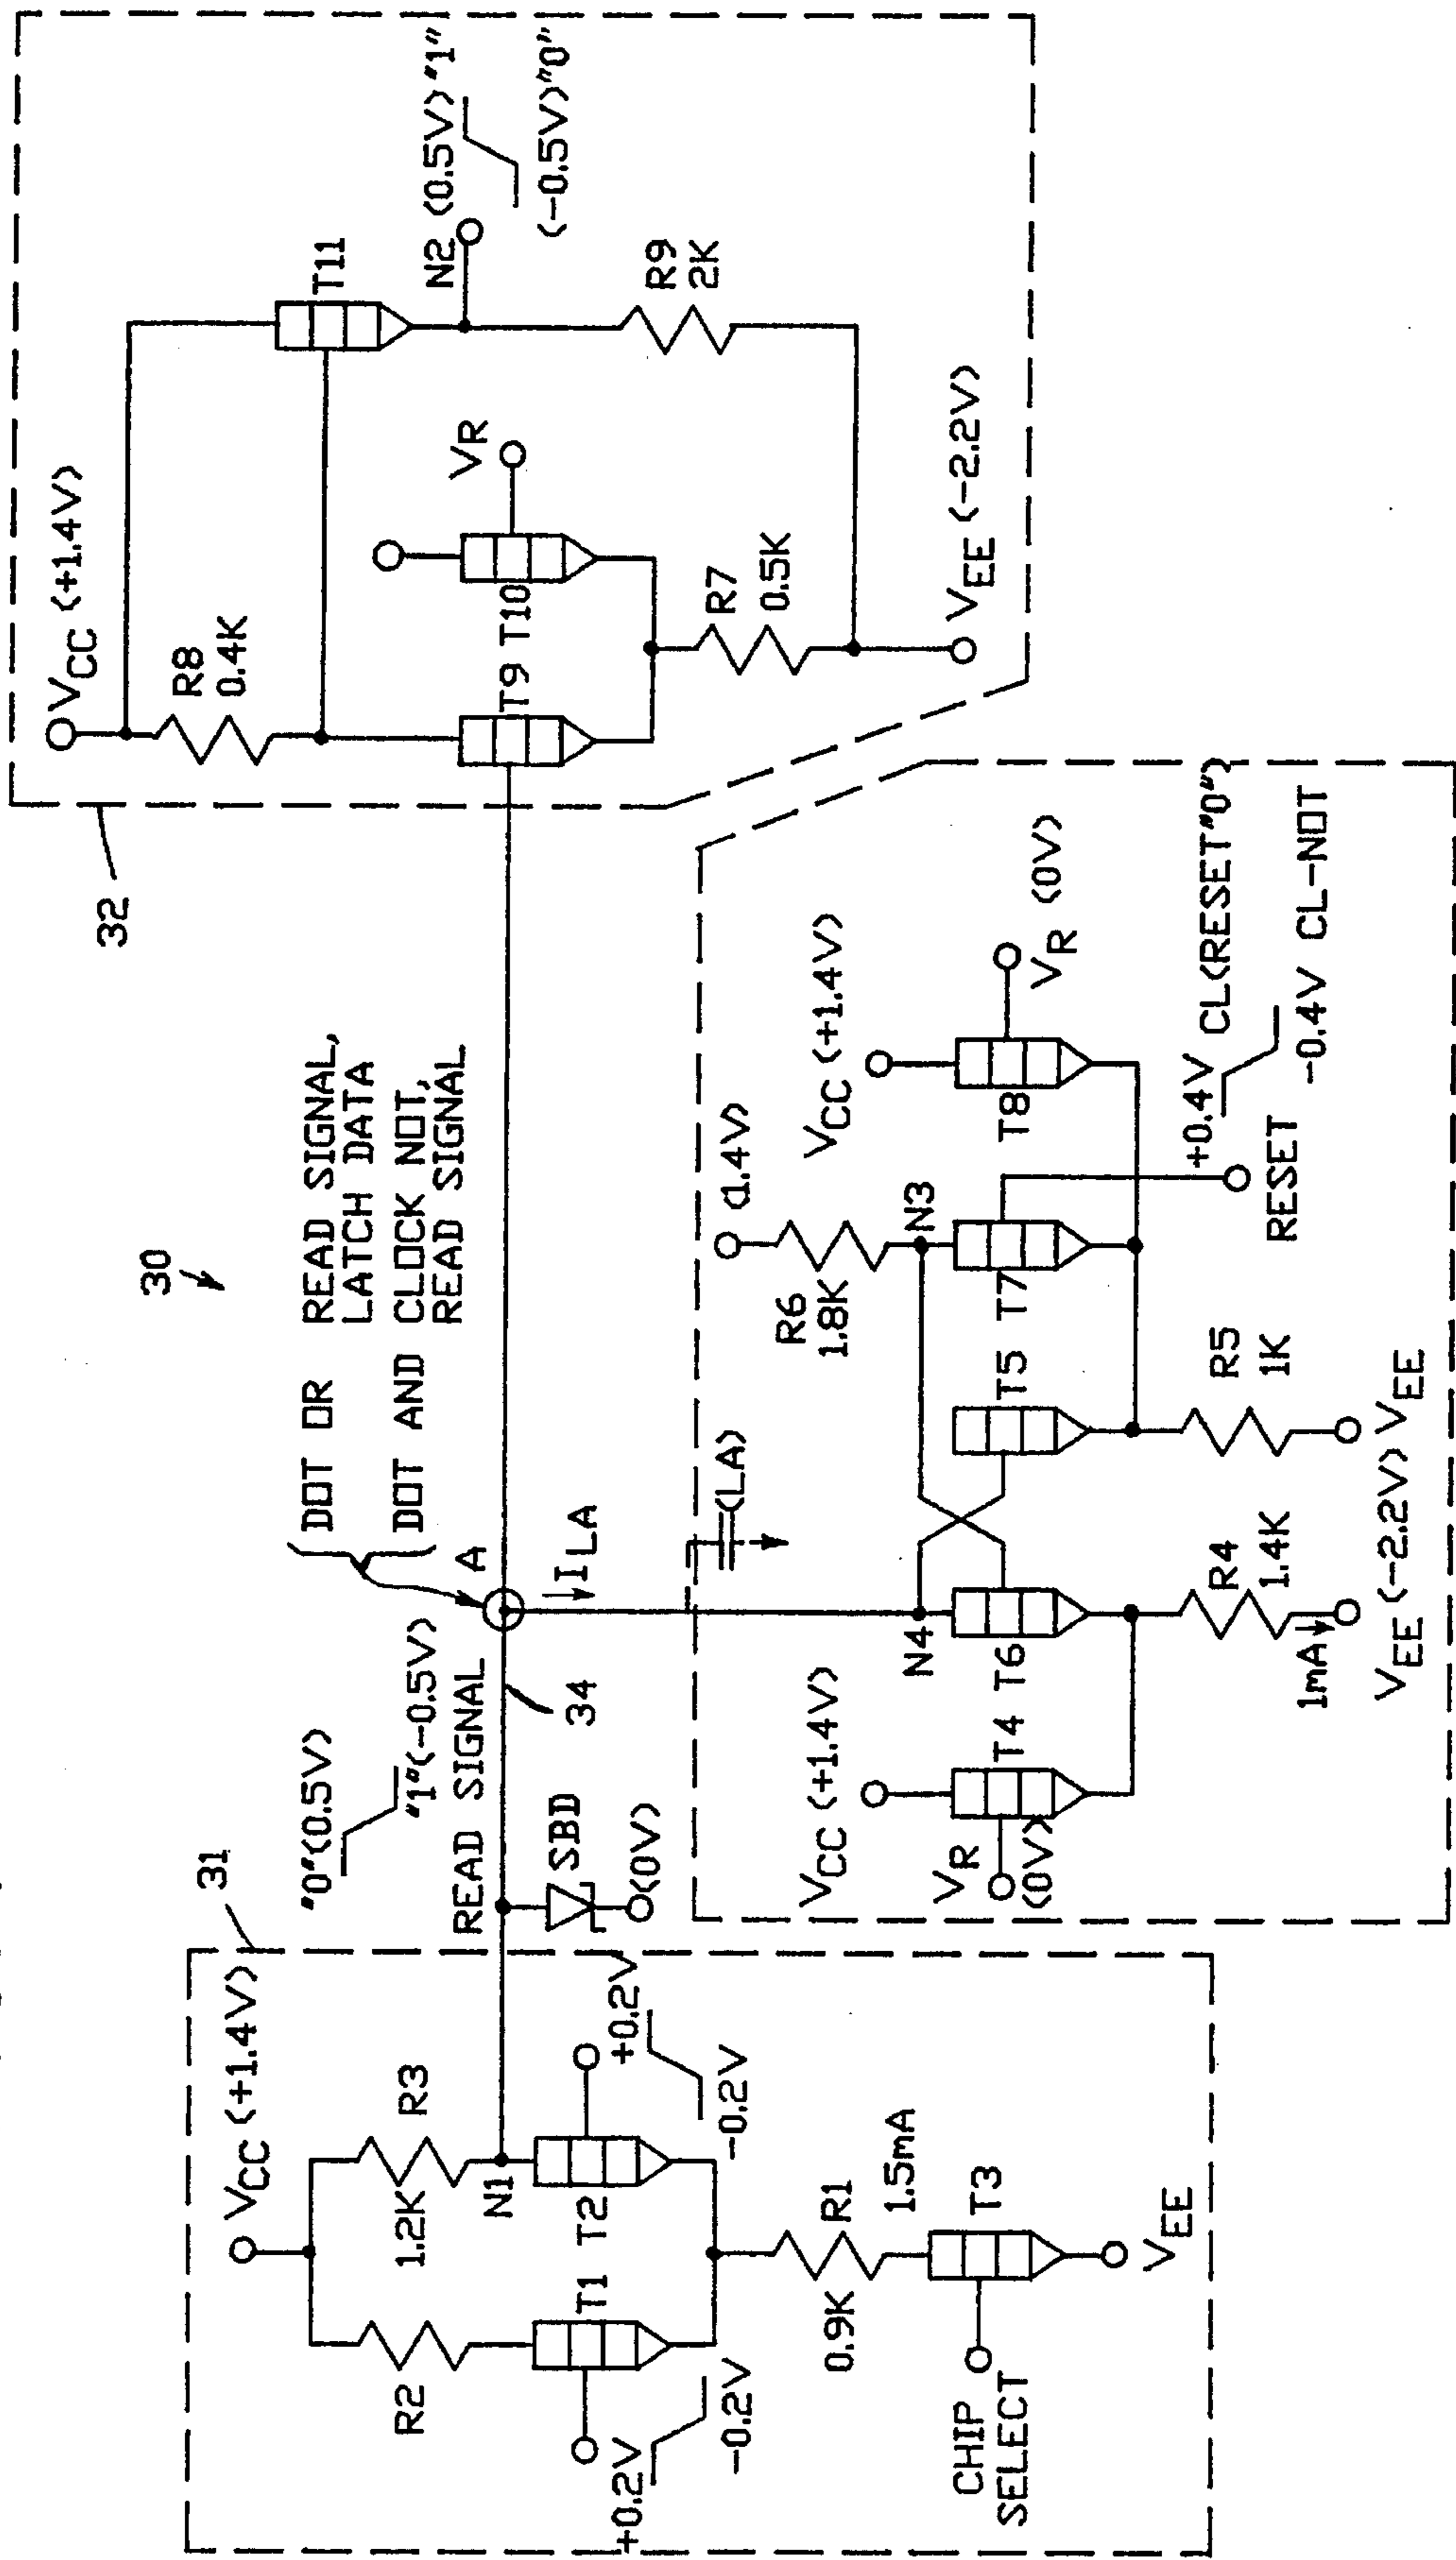 30
31
VCC (+1.4V)
R2
1.2K
R3
N1
T1
T2
+0.2V
-0.2V
+0.2V
-0.2V
0.9K
R1
1.5mA
T3
CHIP
SELECT
VEE
"0"(0.5V)
"1"(-0.5V)
READ SIGNAL
SBD
(0V)
34
A
ILA
DOT OR READ SIGNAL,
LATCH DATA
DOT AND CLOCK NOT,
READ SIGNAL
(LA)
VCC (+1.4V)
VR
(0V)
T4
T6
N4
R4
1.4K
1mA
VEE (-2.2V)
T5
R5
1K
VEE
(1.4V)
R6
1.8K
N3
T7
RESET
VCC (+1.4V)
T8
VR (0V)
+0.4V CL(RESET"0")
-0.4V CL-NOT
32
VCC (+1.4V)
R8
0.4K
T9
T10
VR
R7
0.5K
VEE (-2.2V)
T11
N2
(0.5V)"1"
(-0.5V)"0"
R9
2K